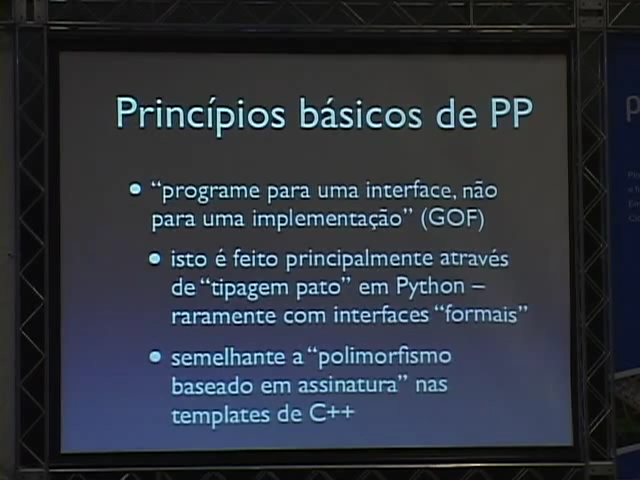 Princípios básicos de PP
• “programe para uma interface, não
para uma implementação” (GOF)
• isto é feito principalmente através
de “tipagem pato” em Python –
raramente com interfaces “formais”
• semelhante a “polimorfismo
baseado em assinatura” nas
templates de C++